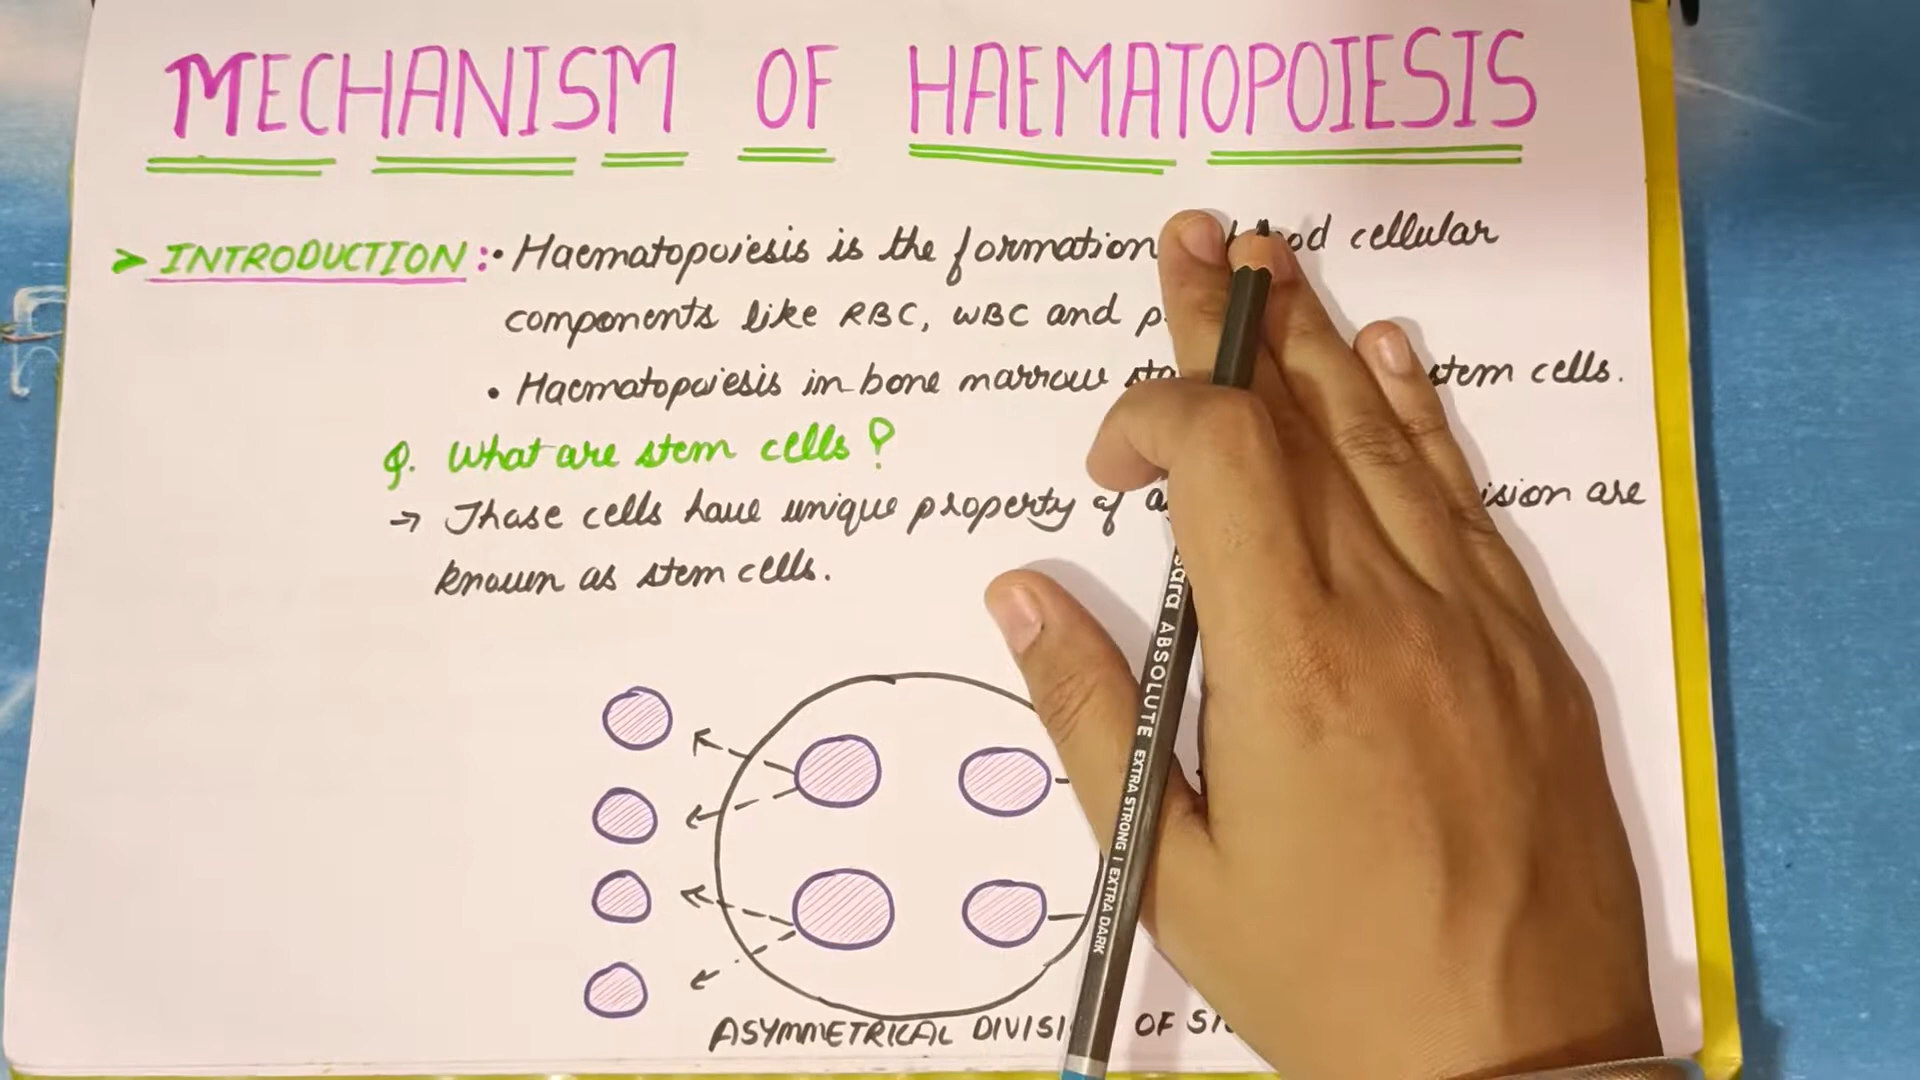 MECHANISM OF HAEMATOPOIESIS
> INTRODUCTION :• Haematopoiesis is the formation blood cellular
components like RBC, WBC and
• Haematopoiesis in bone marrow stem cells.
Q. What are stem cells?
→ Those cells have unique property of are
known as stem cells.
ASYMMETRICAL OF
ABSOLUTE EXTRA STRONG | EXTRA DARK